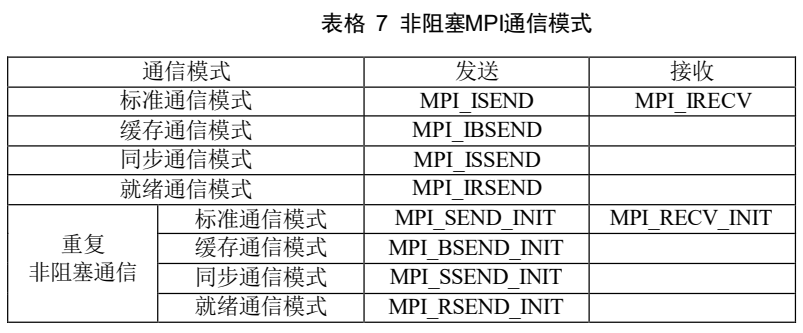 表格 7 非阻塞MPI通信模式
通信模式 发送 接收
标准通信模式 MPI_ISEND MPI_IRECV
缓存通信模式 MPI_IBSEND
同步通信模式 MPI_ISSEND
就绪通信模式 MPI_IRSEND
重复
非阻塞通信
标准通信模式 MPI_SEND_INIT MPI_RECV_INIT
缓存通信模式 MPI_BSEND_INIT
同步通信模式 MPI_SSEND_INIT
就绪通信模式 MPI_RSEND_INIT